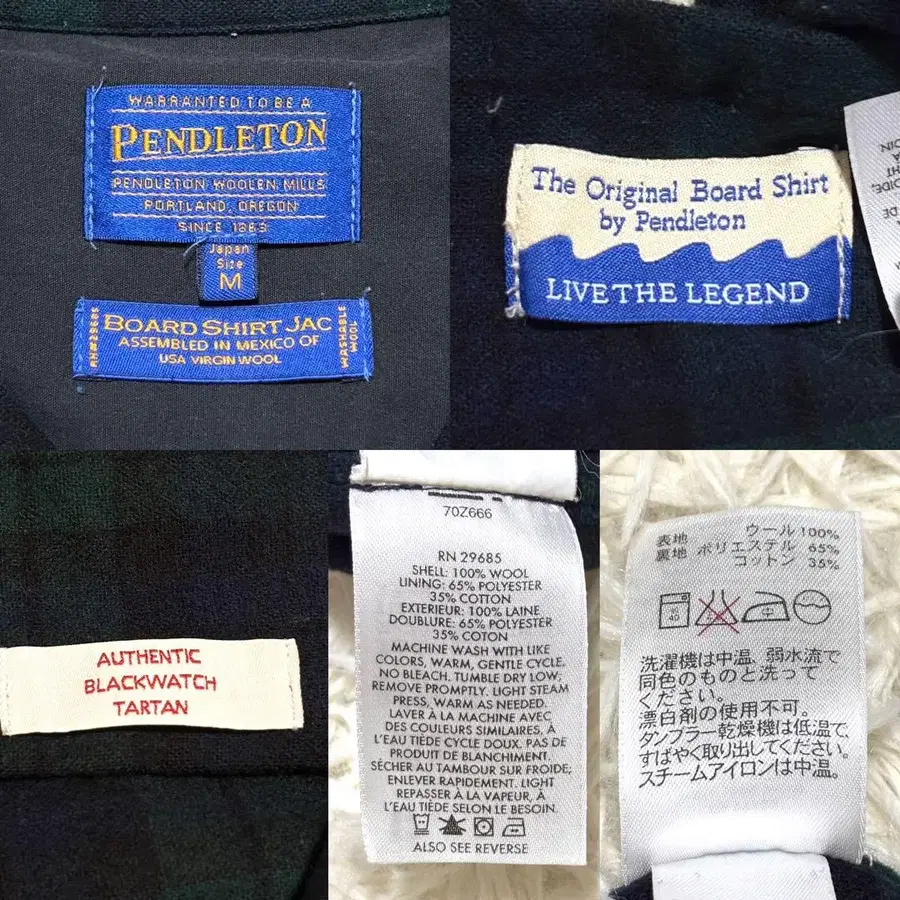 WARRANTED TO BE A
PENDLETON
PENDLETON WOOLEN MILLS
PORTLAND, OREGON
SINCE 1863
Japan
Size
M
RN#29685
BOARD SHIRT JAC
ASSEMBLED IN MEXICO OF
USA VIRGIN WOOL
WASHABLE
WOOL
The Original Board Shirt
by Pendleton
LIVE THE LEGEND
AUTHENTIC
BLACKWATCH
TARTAN
70Z666
RN 29685
SHELL: 100% WOOL
LINING: 65% POLYESTER
35% COTTON
EXTERIEUR: 100% LAINE
DOUBLURE: 65% POLYESTER
35% COTON
MACHINE WASH WITH LIKE
COLORS, WARM, GENTLE CYCLE.
NO BLEACH. TUMBLE DRY LOW;
REMOVE PROMPTLY. LIGHT STEAM
PRESS, WARM AS NEEDED.
LAVER À LA MACHINE AVEC
DES COULEURS SIMILAIRES, À
L'EAU TIÈDE CYCLE DOUX. PAS DE
PRODUIT DE BLANCHIMENT.
SÉCHER AU TAMBOUR SUR FROIDE;
ENLEVER RAPIDEMENT. LIGHT
REPASSER À LA VAPEUR, À
L'EAU TIÈDE SELON LE BESOIN.
ALSO SEE REVERSE
表地 ウール 100%
裏地 ポリエステル 65%
コットン 35%
40
中
洗濯機は中温、弱水流で
同色のものと洗って
ください。
漂白剤の使用不可。
タンブラー乾燥機は低温で、
すばやく取り出してください。
スチームアイロンは中温。